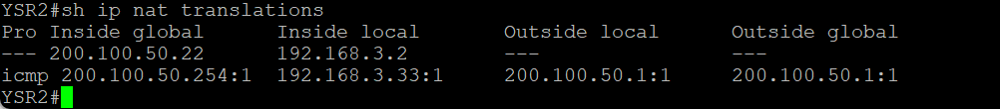 YSR2#sh ip nat translations
Pro Inside global      Inside local       Outside local      Outside global
--- 200.100.50.22      192.168.3.2        ---                ---
icmp 200.100.50.254:1  192.168.3.33:1     200.100.50.1:1     200.100.50.1:1
YSR2#